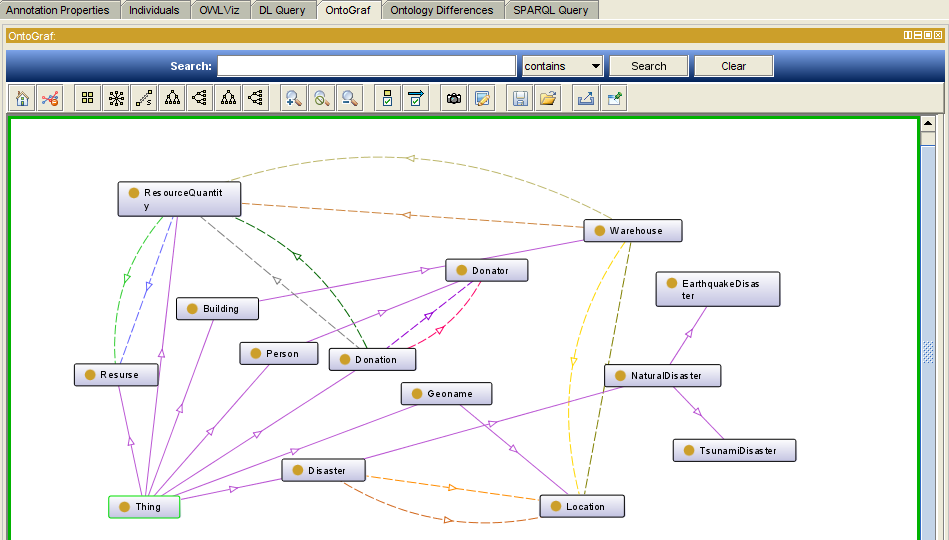 Annotation Properties Individuals OWLViz DL Query OntoGraf Ontology Differences SPARQL Query
OntoGraf:
Search: contains Search Clear
ResourceQuantit
y
Warehouse
Donator
EarthquakeDisas
ter
Building
Person
Donation
Resurse
NaturalDisaster
Geoname
TsunamiDisaster
Disaster
Thing
Location